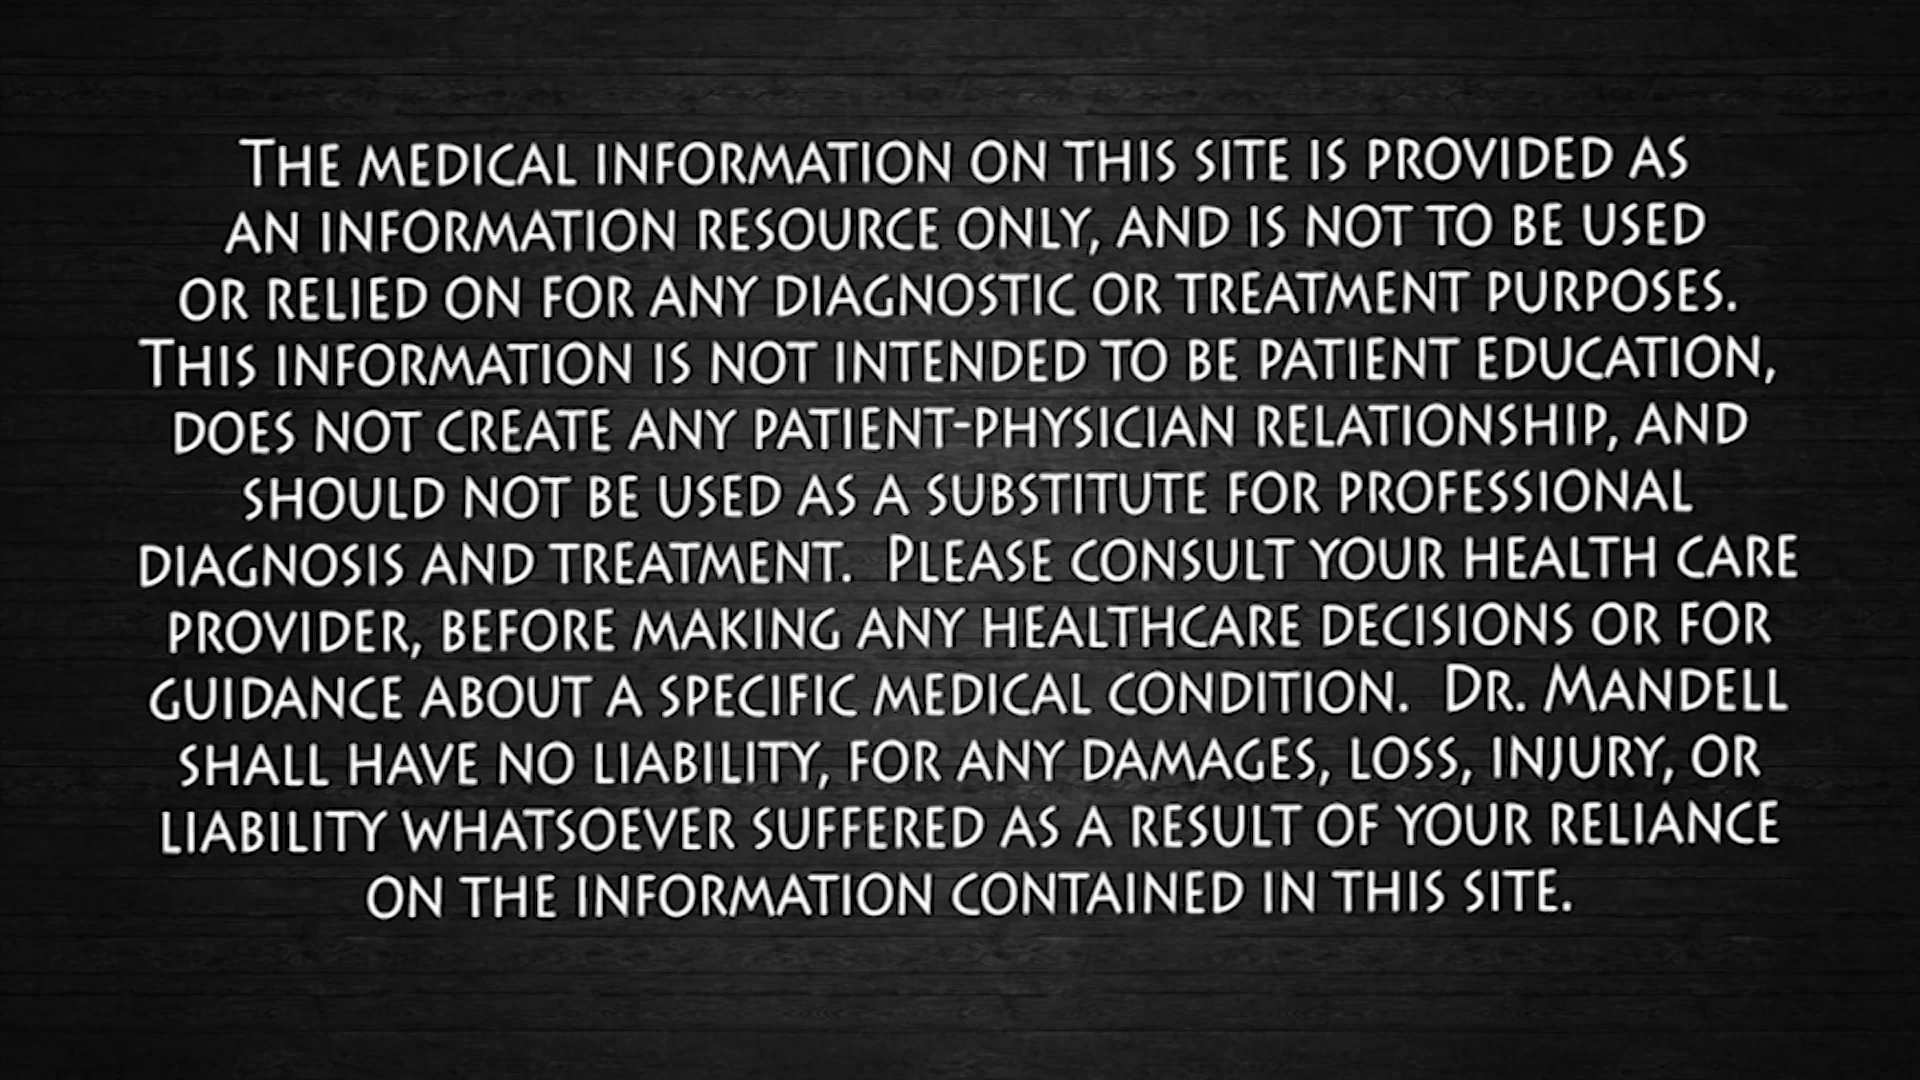 The medical information on this site is provided as
an information resource only, and is not to be used
or relied on for any diagnostic or treatment purposes.
This information is not intended to be patient education,
does not create any patient-physician relationship, and
should not be used as a substitute for professional
diagnosis and treatment.  Please consult your health care
provider, before making any healthcare decisions or for
guidance about a specific medical condition.  Dr. Mandell
shall have no liability, for any damages, loss, injury, or
liability whatsoever suffered as a result of your reliance
on the information contained in this site.